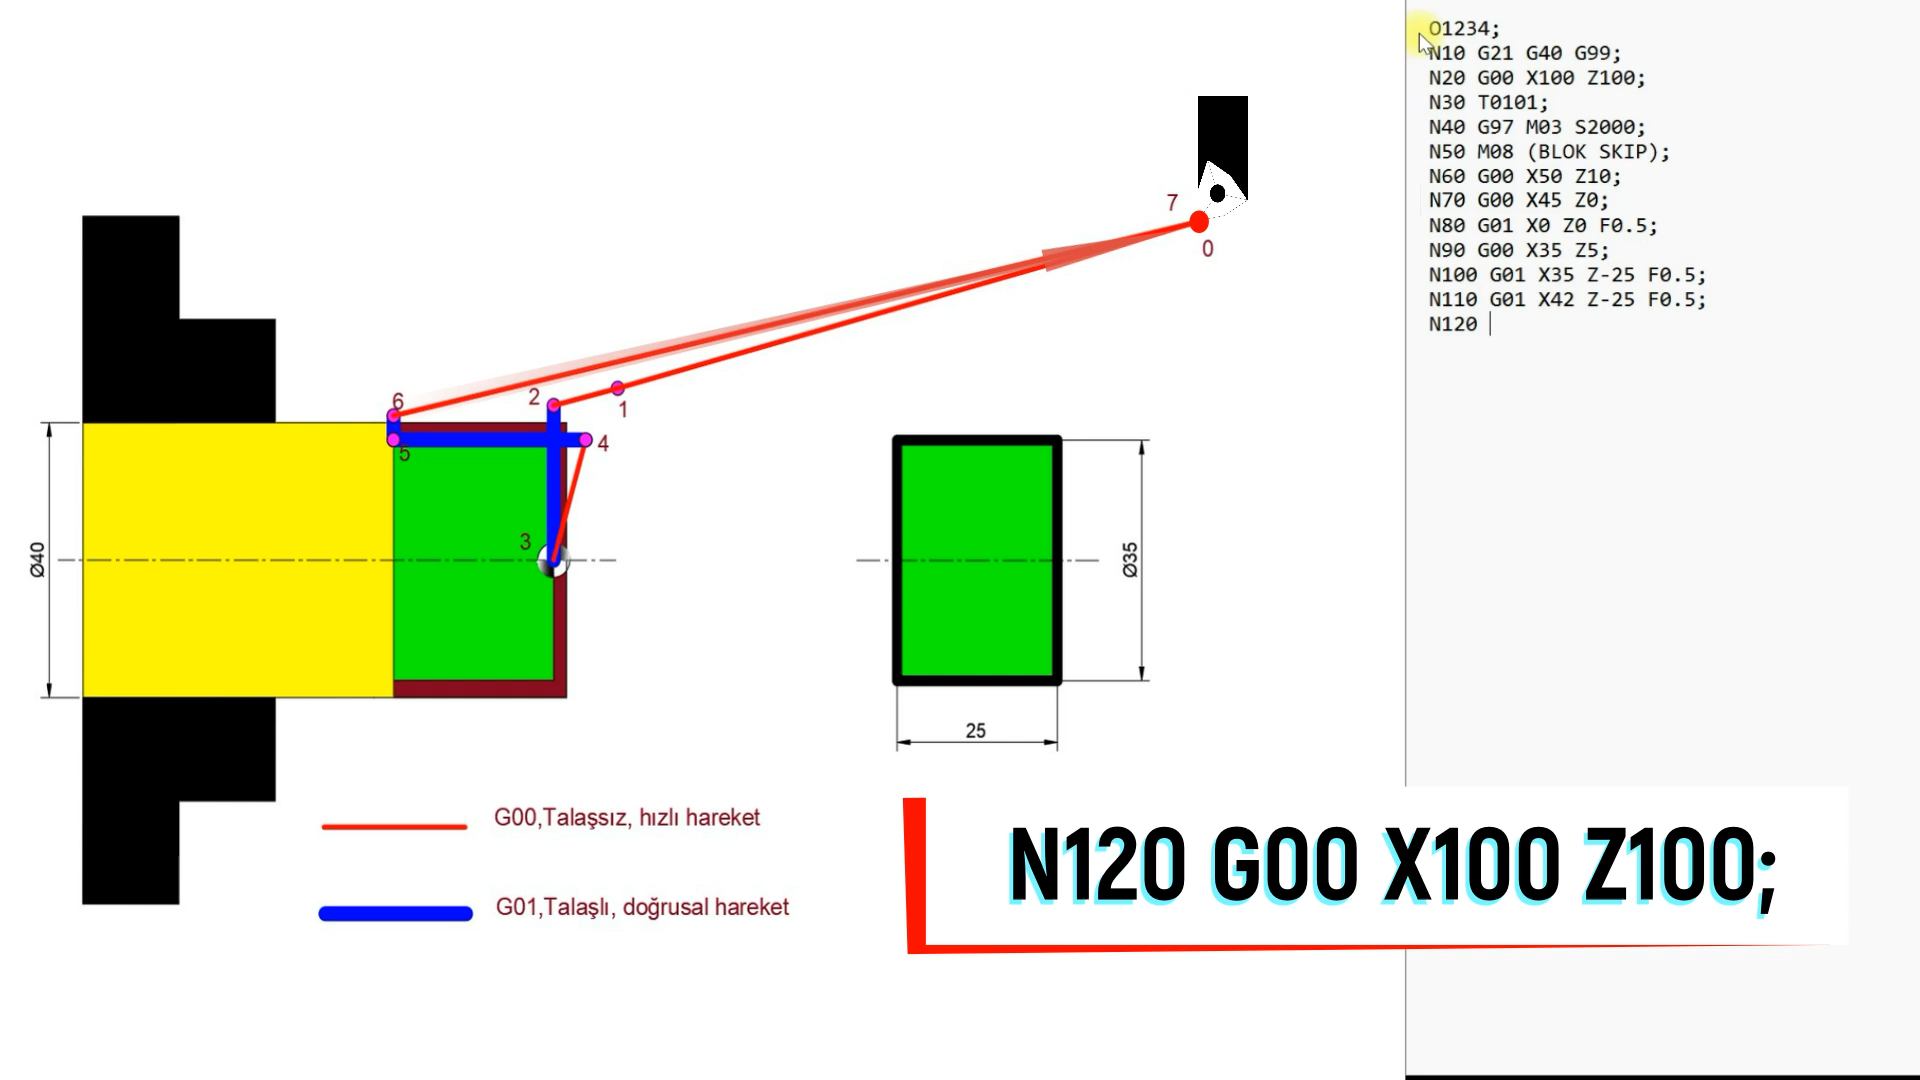 O1234;
N10 G21 G40 G99;
N20 G00 X100 Z100;
N30 T0101;
N40 G97 M03 S2000;
N50 M08 (BLOK SKIP);
N60 G00 X50 Z10;
N70 G00 X45 Z0;
N80 G01 X0 Z0 F0.5;
N90 G00 X35 Z5;
N100 G01 X35 Z-25 F0.5;
N110 G01 X42 Z-25 F0.5;
N120
7
0
6
2
1
5
4
3
Ø40
Ø35
25
G00,Talaşsız, hızlı hareket
G01,Talaşlı, doğrusal hareket
N120 G00 X100 Z100;